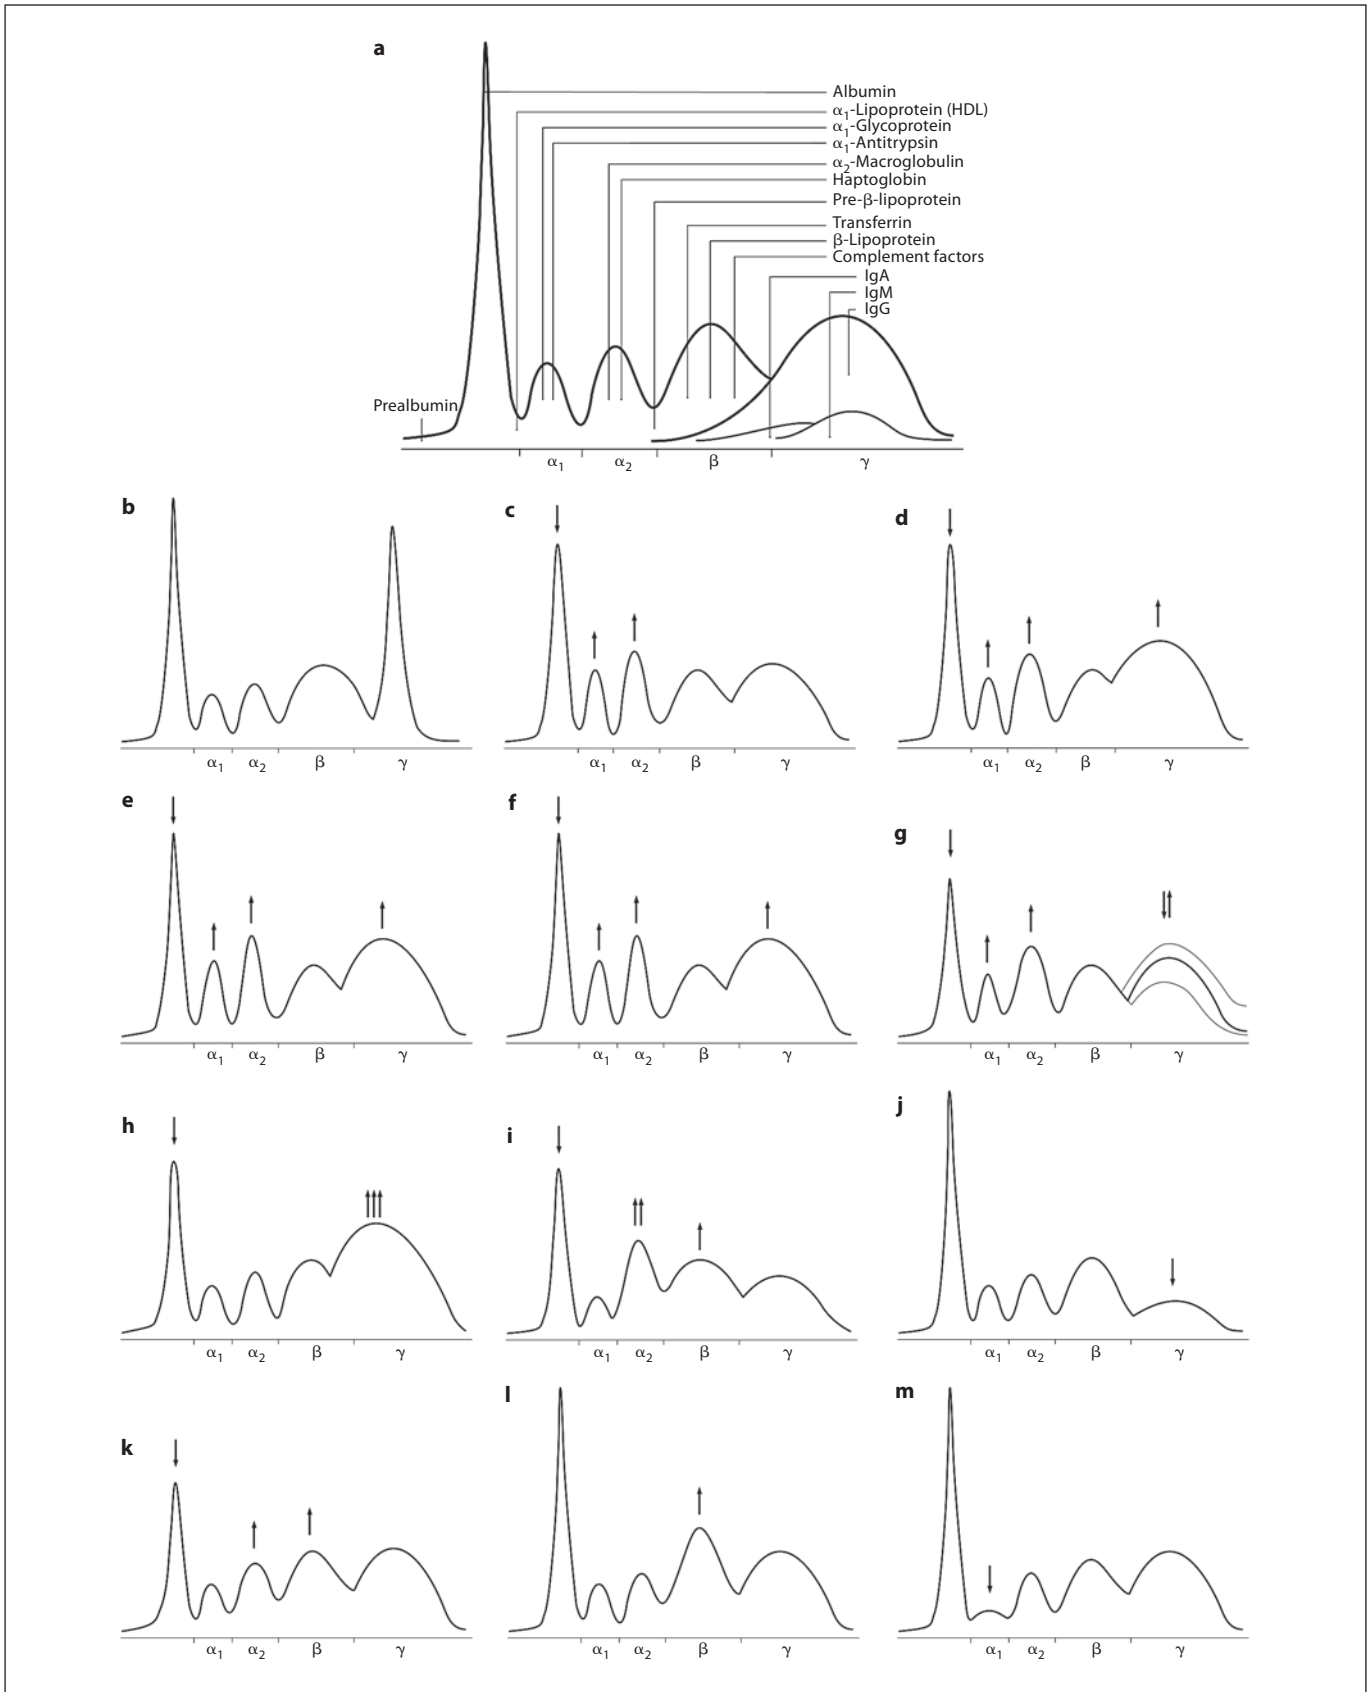 a
Albumin
α1-Lipoprotein (HDL)
α1-Glycoprotein
α1-Antitrypsin
α2-Macroglobulin
Haptoglobin
Pre-β-lipoprotein
Transferrin
β-Lipoprotein
Complement factors
IgA
IgM
IgG
Prealbumin
α1 α2 β γ
b c d
α1 α2 β γ α1 α2 β γ α1 α2 β γ
e f g
α1 α2 β γ α1 α2 β γ α1 α2 β γ
h i j
α1 α2 β γ α1 α2 β γ α1 α2 β γ
k l m
α1 α2 β γ α1 α2 β γ α1 α2 β γ